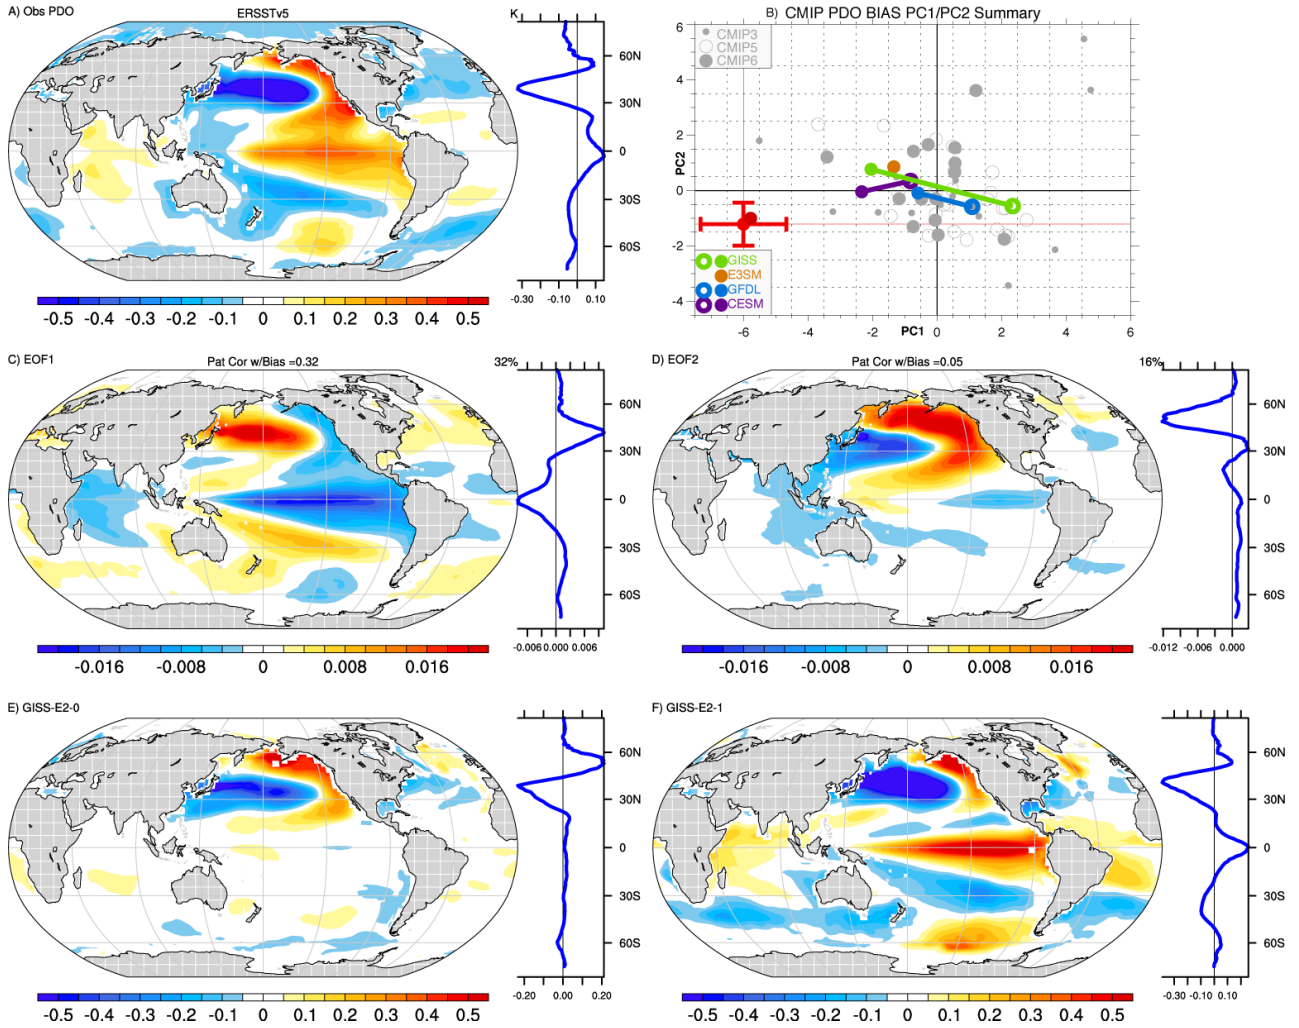 A) Obs PDO
ERSSTv5
K
60N
30N
0
30S
60S
-0.30 -0.10 0.10
-0.5 -0.4 -0.3 -0.2 -0.1 0 0.1 0.2 0.3 0.4 0.5
B) CMIP PDO BIAS PC1/PC2 Summary
CMIP3
CMIP5
CMIP6
6
4
2
0
-2
-4
PC2
GISS
E3SM
GFDL
CESM
-6 -4 -2 0 2 4 6
PC1
C) EOF1
Pat Cor w/Bias =0.32
32%
60N
30N
0
30S
60S
-0.006 0.000 0.006
-0.016 -0.008 0 0.008 0.016
D) EOF2
Pat Cor w/Bias =0.05
16%
60N
30N
0
30S
60S
-0.012 -0.006 0.000
-0.016 -0.008 0 0.008 0.016
E) GISS-E2-0
60N
30N
0
30S
60S
-0.20 0.00 0.20
-0.5 -0.4 -0.3 -0.2 -0.1 0 0.1 0.2 0.3 0.4 0.5
F) GISS-E2-1
60N
30N
0
30S
60S
-0.30 -0.10 0.10
-0.5 -0.4 -0.3 -0.2 -0.1 0 0.1 0.2 0.3 0.4 0.5